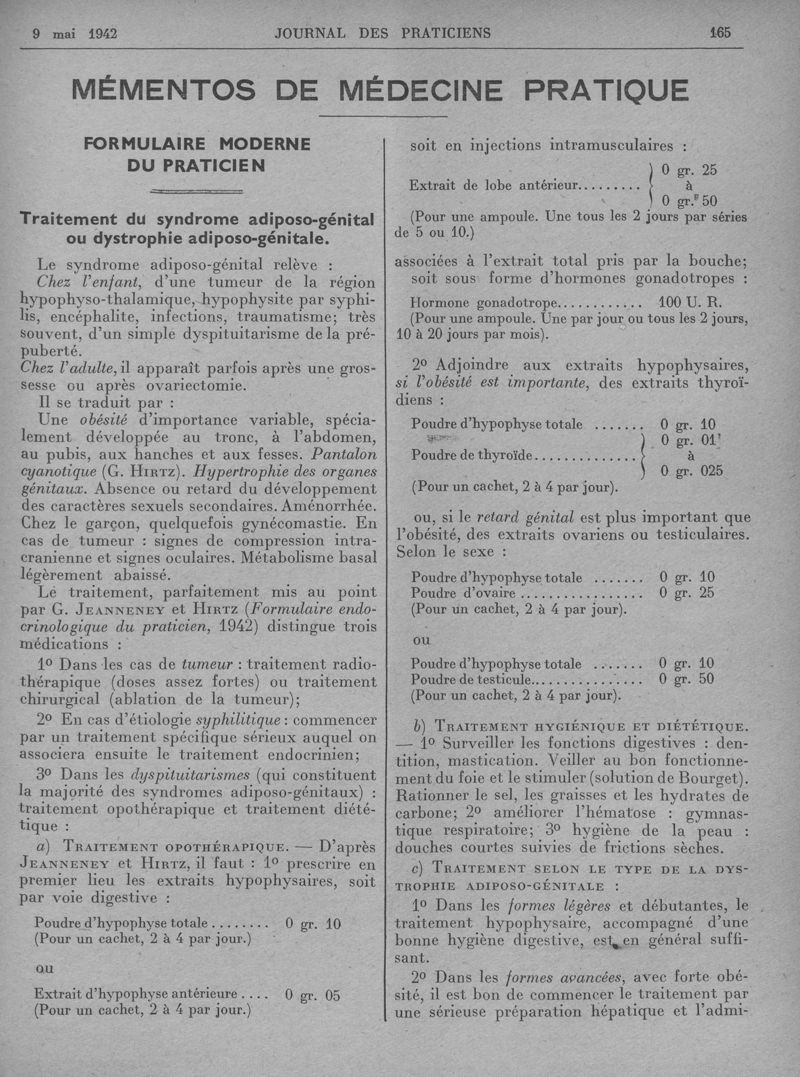 9 mai 1942 JOURNAL DES PRATICIENS 165
MÉMENTOS DE MÉDECINE PRATIQUE
FORMULAIRE MODERNE
DU PRATICIEN
Traitement du syndrome adiposo-génital
ou dystrophie adiposo-génitale.
Le syndrome adiposo-génital relève :
Chez l'enfant, d'une tumeur de la région
hypophyso-thalamique, hypophysite par syphi-
lis, encéphalite, infections, traumatisme; très
souvent, d'un simple dyspituitarisme de la pré-
puberté.
Chez l'adulte, il apparaît parfois après une gros-
sesse ou après ovariectomie.
Il se traduit par :
Une obésité d'importance variable, spécia-
lement développée au tronc, à l'abdomen,
au pubis, aux hanches et aux fesses. Pantalon
cyanotique (G. HIRTZ). Hypertrophie des organes
génitaux. Absence ou retard du développement
des caractères sexuels secondaires. Aménorrhée.
Chez le garçon, quelquefois gynécomastie. En
cas de tumeur : signes de compression intra-
cranienne et signes oculaires. Métabolisme basal
légèrement abaissé.
Le traitement, parfaitement mis au point
par G. JEANNENEY et HIRTZ (Formulaire endo-
crinologique du praticien, 1942) distingue trois
médications :
1º Dans les cas de tumeur : traitement radio-
thérapique (doses assez fortes) ou traitement
chirurgical (ablation de la tumeur);
2º En cas d'étiologie syphilitique : commencer
par un traitement spécifique sérieux auquel on
associera ensuite le traitement endocrinien;
3º Dans les dyspituitarismes (qui constituent
la majorité des syndromes adiposo-génitaux) :
traitement opothérapique et traitement diété-
tique :
a) TRAITEMENT OPOTHÉRAPIQUE. — D'après
JEANNENEY et HIRTZ, il faut : 1º prescrire en
premier lieu les extraits hypophysaires, soit
par voie digestive :
Poudre d'hypophyse totale ........ 0 gr. 10
(Pour un cachet, 2 à 4 par jour.)
ou
Extrait d'hypophyse antérieure .... 0 gr. 05
(Pour un cachet, 2 à 4 par jour.)
soit en injections intramusculaires :
0 gr. 25
Extrait de lobe antérieur......... à
0 gr. 50
(Pour une ampoule. Une tous les 2 jours par séries
de 5 ou 10.)
associées à l'extrait total pris par la bouche;
soit sous forme d'hormones gonadotropes :
Hormone gonadotrope............ 100 U. R.
(Pour une ampoule. Une par jour ou tous les 2 jours,
10 à 20 jours par mois).
2º Adjoindre aux extraits hypophysaires,
si l'obésité est importante, des extraits thyroï-
diens :
Poudre d'hypophyse totale ....... 0 gr. 10
0 gr. 01
Poudre de thyroïde.............. à
0 gr. 025
(Pour un cachet, 2 à 4 par jour).
ou, si le retard génital est plus important que
l'obésité, des extraits ovariens ou testiculaires.
Selon le sexe :
Poudre d'hypophyse totale ....... 0 gr. 10
Poudre d'ovaire ................. 0 gr. 25
(Pour un cachet, 2 à 4 par jour).
ou
Poudre d'hypophyse totale ....... 0 gr. 10
Poudre de testicule............... 0 gr. 50
(Pour un cachet, 2 à 4 par jour).
b) TRAITEMENT HYGIÉNIQUE ET DIÉTÉTIQUE.
— 1º Surveiller les fonctions digestives : den-
tition, mastication. Veiller au bon fonctionne-
ment du foie et le stimuler (solution de Bourget).
Rationner le sel, les graisses et les hydrates de
carbone; 2º améliorer l'hématose : gymnas-
tique respiratoire; 3º hygiène de la peau :
douches courtes suivies de frictions sèches.
c) TRAITEMENT SELON LE TYPE DE LA DYS-
TROPHIE ADIPOSO-GÉNITALE :
1º Dans les formes légères et débutantes, le
traitement hypophysaire, accompagné d'une
bonne hygiène digestive, est en général suffi-
sant.
2º Dans les formes avancées, avec forte obé-
sité, il est bon de commencer le traitement par
une sérieuse préparation hépatique et l'admi-